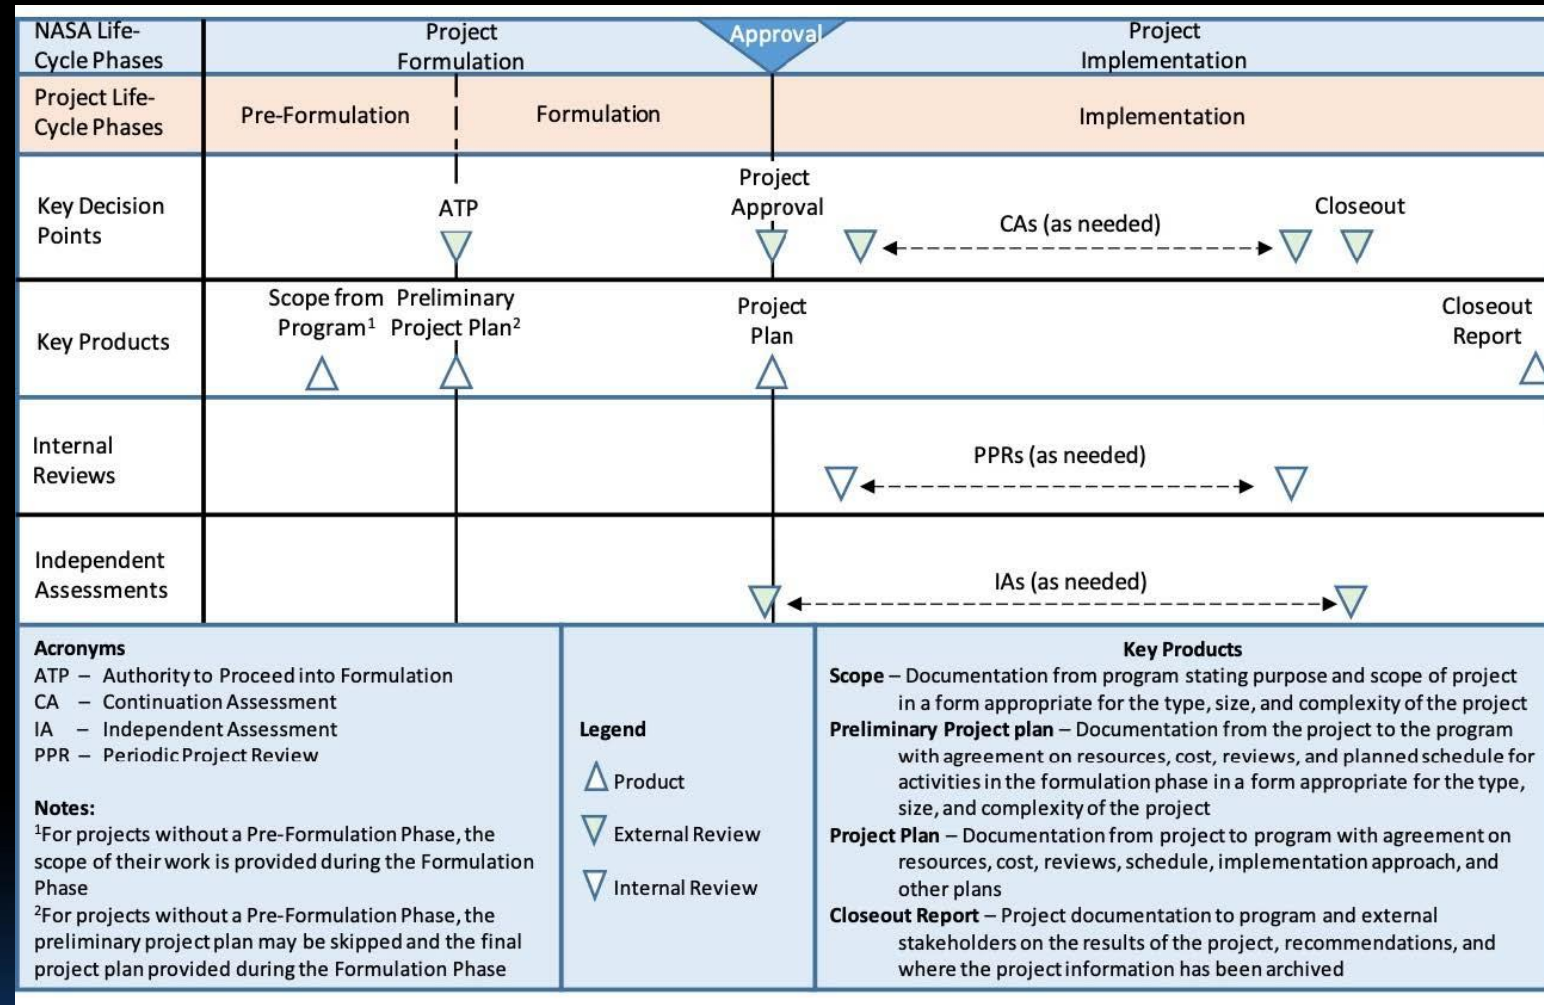 NASA Life-
Cycle Phases
Project
Formulation
Approval
Project
Implementation
Project Life-
Cycle Phases
Pre-Formulation
Formulation
Implementation
Key Decision
Points
ATP
Project
Approval
CAs (as needed)
Closeout
Key Products
Scope from
Program¹
Preliminary
Project Plan²
Project
Plan
Closeout
Report
Internal
Reviews
PPRs (as needed)
Independent
Assessments
IAs (as needed)
Acronyms
ATP – Authority to Proceed into Formulation
CA – Continuation Assessment
IA – Independent Assessment
PPR – Periodic Project Review
Notes:
¹For projects without a Pre-Formulation Phase, the
scope of their work is provided during the Formulation
Phase
²For projects without a Pre-Formulation Phase, the
preliminary project plan may be skipped and the final
project plan provided during the Formulation Phase
Legend
Product
External Review
Internal Review
Key Products
Scope – Documentation from program stating purpose and scope of project
in a form appropriate for the type, size, and complexity of the project
Preliminary Project plan – Documentation from the project to the program
with agreement on resources, cost, reviews, and planned schedule for
activities in the formulation phase in a form appropriate for the type,
size, and complexity of the project
Project Plan – Documentation from project to program with agreement on
resources, cost, reviews, schedule, implementation approach, and
other plans
Closeout Report – Project documentation to program and external
stakeholders on the results of the project, recommendations, and
where the project information has been archived